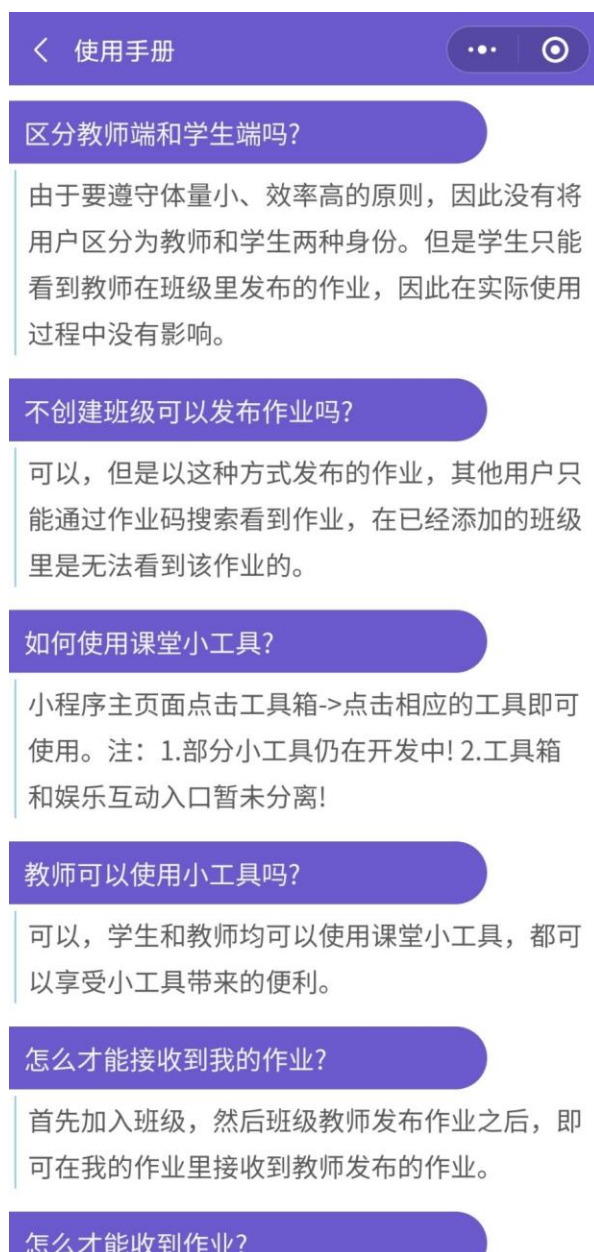 使用手册
区分教师端和学生端吗?
由于要遵守体量小、效率高的原则，因此没有将
用户区分为教师和学生两种身份。但是学生只能
看到教师在班级里发布的作业，因此在实际使用
过程中没有影响。
不创建班级可以发布作业吗?
可以，但是以这种方式发布的作业，其他用户只
能通过作业码搜索看到作业，在已经添加的班级
里是无法看到该作业的。
如何使用课堂小工具?
小程序主页面点击工具箱->点击相应的工具即可
使用。注：1.部分小工具仍在开发中! 2.工具箱
和娱乐互动入口暂未分离!
教师可以使用小工具吗?
可以，学生和教师均可以使用课堂小工具，都可
以享受小工具带来的便利。
怎么才能接收到我的作业?
首先加入班级，然后班级教师发布作业之后，即
可在我的作业里接收到教师发布的作业。
怎么才能收到作业?